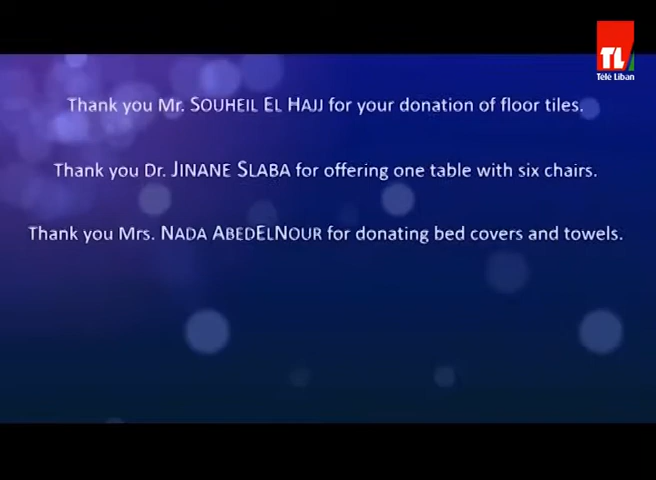 TL
Télé Liban
Thank you Mr. SOUHEIL EL HAJJ for your donation of floor tiles.
Thank you Dr. JINANE SLABA for offering one table with six chairs.
Thank you Mrs. NADA ABEDELNOUR for donating bed covers and towels.